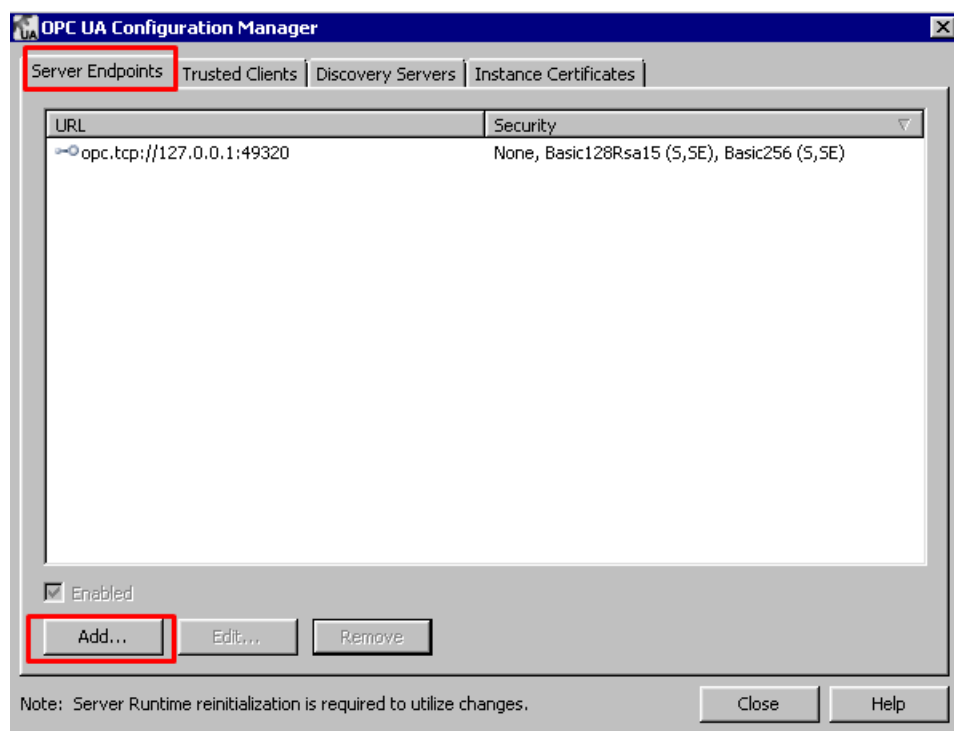 OPC UA Configuration Manager
Server Endpoints Trusted Clients Discovery Servers Instance Certificates
URL Security
opc.tcp://127.0.0.1:49320 None, Basic128Rsa15 (S,SE), Basic256 (S,SE)
Enabled
Add... Edit... Remove
Note: Server Runtime reinitialization is required to utilize changes. Close Help